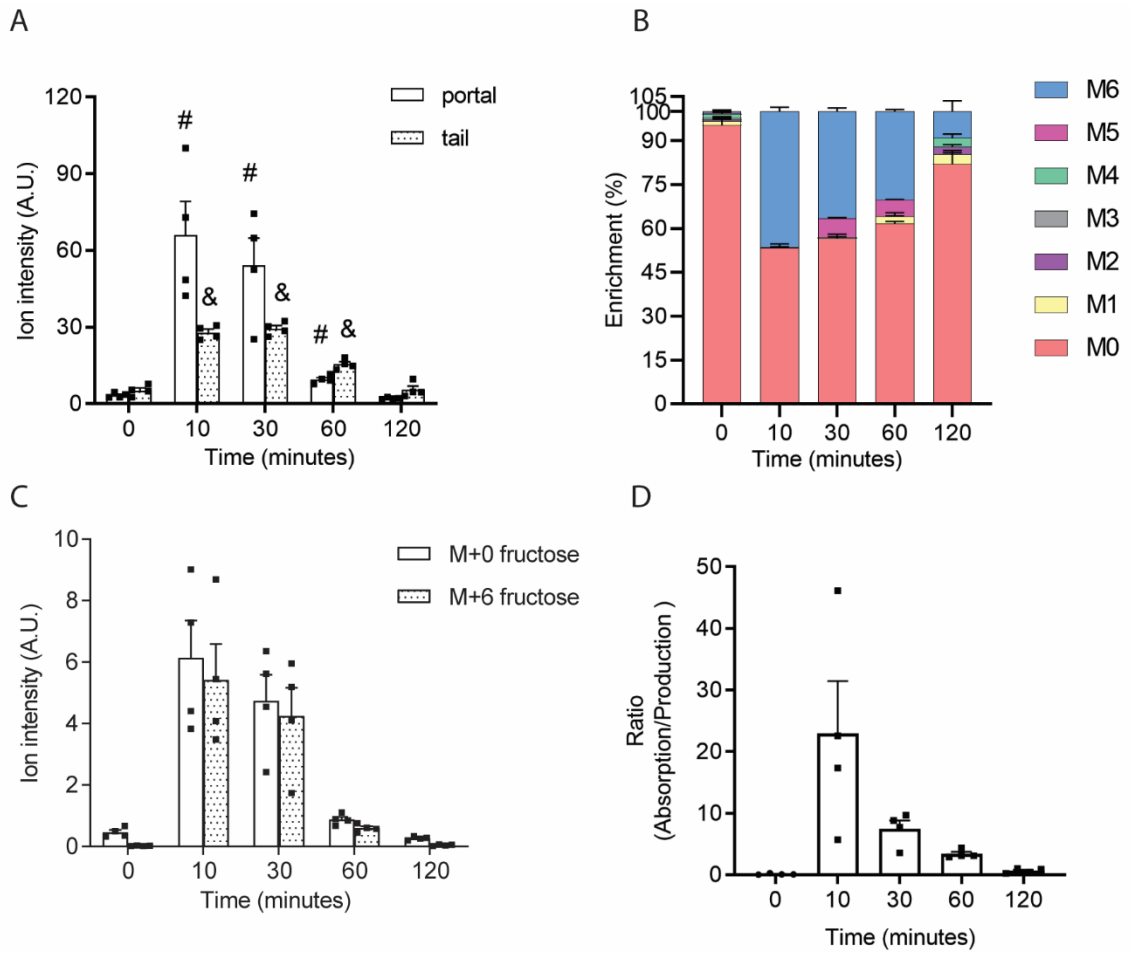 A
B
120
90
60
30
0
Ion intensity (A.U.)
portal
tail
#
&
#
&
#
&
0 10 30 60 120
Time (minutes)
105
100
90
75
60
45
30
15
0
Enrichment (%)
0 10 30 60 120
Time (minutes)
M6
M5
M4
M3
M2
M1
M0
C
D
10
8
6
4
2
0
Ion intensity (A.U.)
M+0 fructose
M+6 fructose
0 10 30 60 120
Time (minutes)
50
40
30
20
10
0
Ratio
(Absorption/Production )
0 10 30 60 120
Time (minutes)